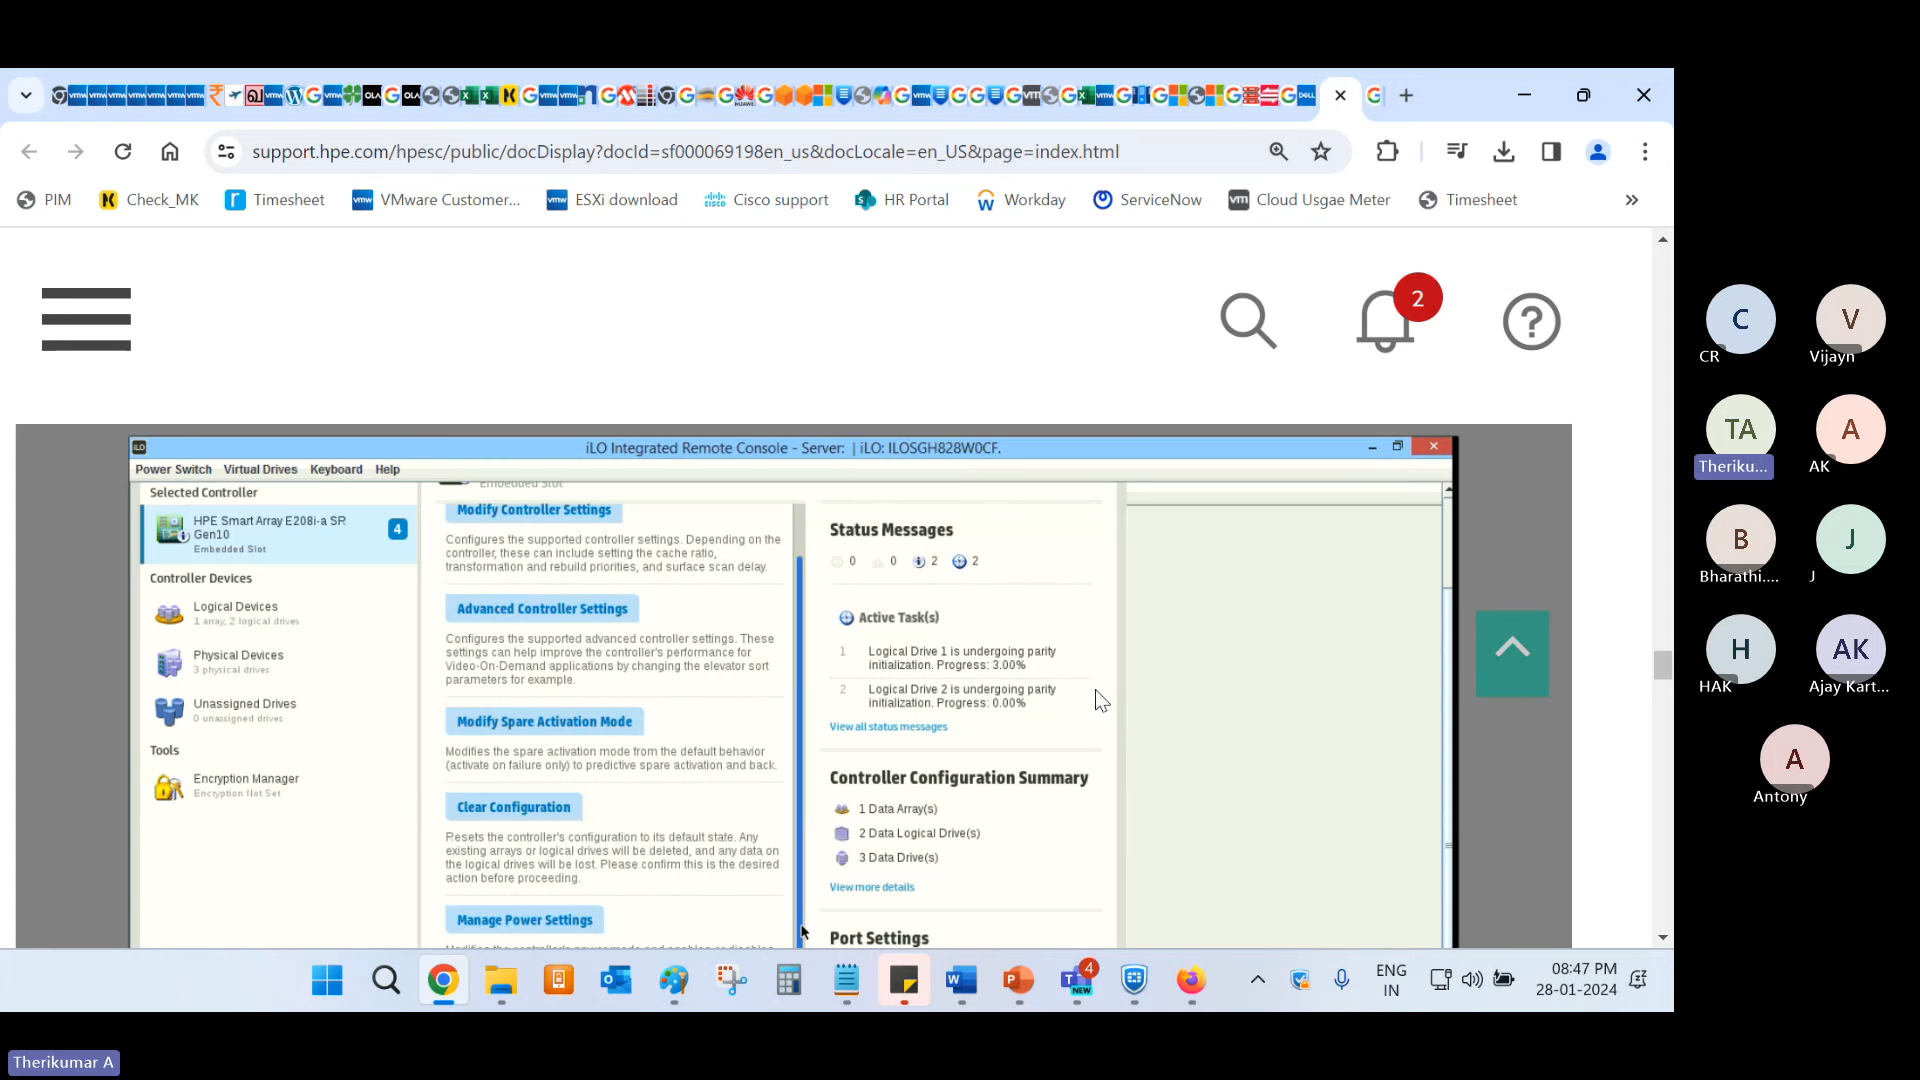 support.hpe.com/hpesc/public/docDisplay?docId=sf000069198en_us&docLocale=en_US&page=index.html
PIM
Check_MK
Timesheet
VMware Customer...
ESXi download
Cisco support
HR Portal
Workday
ServiceNow
Cloud Usgae Meter
Timesheet
2
iLO Integrated Remote Console - Server: | iLO: ILOSGH828W0CF.
Power Switch Virtual Drives Keyboard Help
Selected Controller
HPE Smart Array E208i-a SR
Gen10
Embedded Slot
4
Controller Devices
Logical Devices
1 array, 2 logical drives
Physical Devices
3 physical drives
Unassigned Drives
0 unassigned drives
Tools
Encryption Manager
Encryption Not Set
Embedded Slot
Modify Controller Settings
Configures the supported controller settings. Depending on the
controller, these can include setting the cache ratio,
transformation and rebuild priorities, and surface scan delay.
Advanced Controller Settings
Configures the supported advanced controller settings. These
settings can help improve the controller's performance for
Video-On-Demand applications by changing the elevator sort
parameters for example.
Modify Spare Activation Mode
Modifies the spare activation mode from the default behavior
(activate on failure only) to predictive spare activation and back.
Clear Configuration
Resets the controller's configuration to its default state. Any
existing arrays or logical drives will be deleted, and any data on
the logical drives will be lost. Please confirm this is the desired
action before proceeding.
Manage Power Settings
Status Messages
0 0 2 2
Active Task(s)
1 Logical Drive 1 is undergoing parity
initialization. Progress: 3.00%
2 Logical Drive 2 is undergoing parity
initialization. Progress: 0.00%
View all status messages
Controller Configuration Summary
1 Data Array(s)
2 Data Logical Drive(s)
3 Data Drive(s)
View more details
Port Settings
4
NEW
ENG
IN
08:47 PM
28-01-2024
C
CR
V
Vijayn
TA
Theriku...
A
AK
B
Bharathi....
J
J
H
HAK
AK
Ajay Kart...
A
Antony
Therikumar A